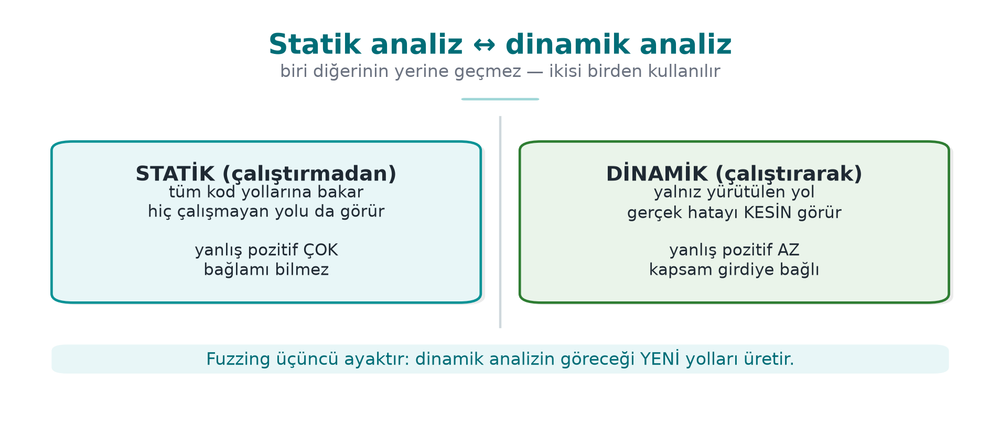 Statik analiz ↔ dinamik analiz
biri diğerinin yerine geçmez — ikisi birden kullanılır
STATİK (çalıştırmadan)
tüm kod yollarına bakar
hiç çalışmayan yolu da görür
yanlış pozitif ÇOK
bağlamı bilmez
DİNAMİK (çalıştırarak)
yalnız yürütülen yol
gerçek hatayı KESİN görür
yanlış pozitif AZ
kapsam girdiye bağlı
Fuzzing üçüncü ayaktır: dinamik analizin göreceği YENİ yolları üretir.